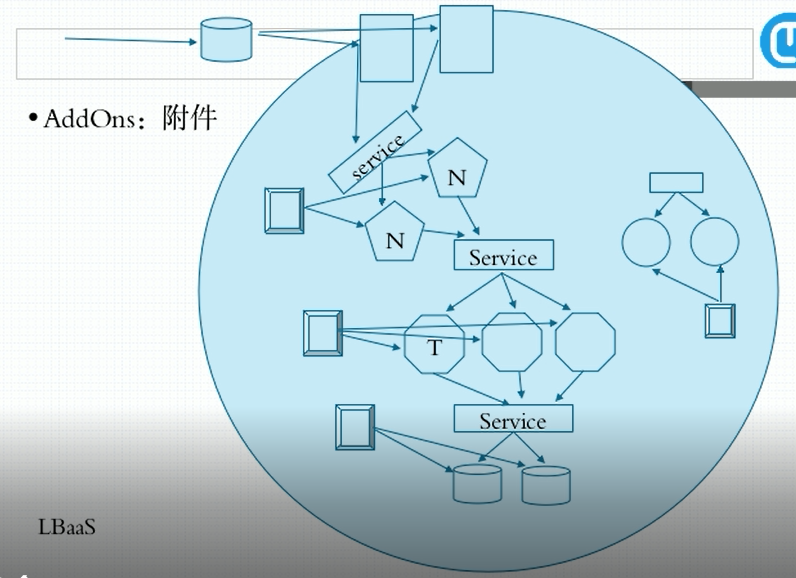 •AddOns：附件
service
N
N
Service
T
Service
LBaaS